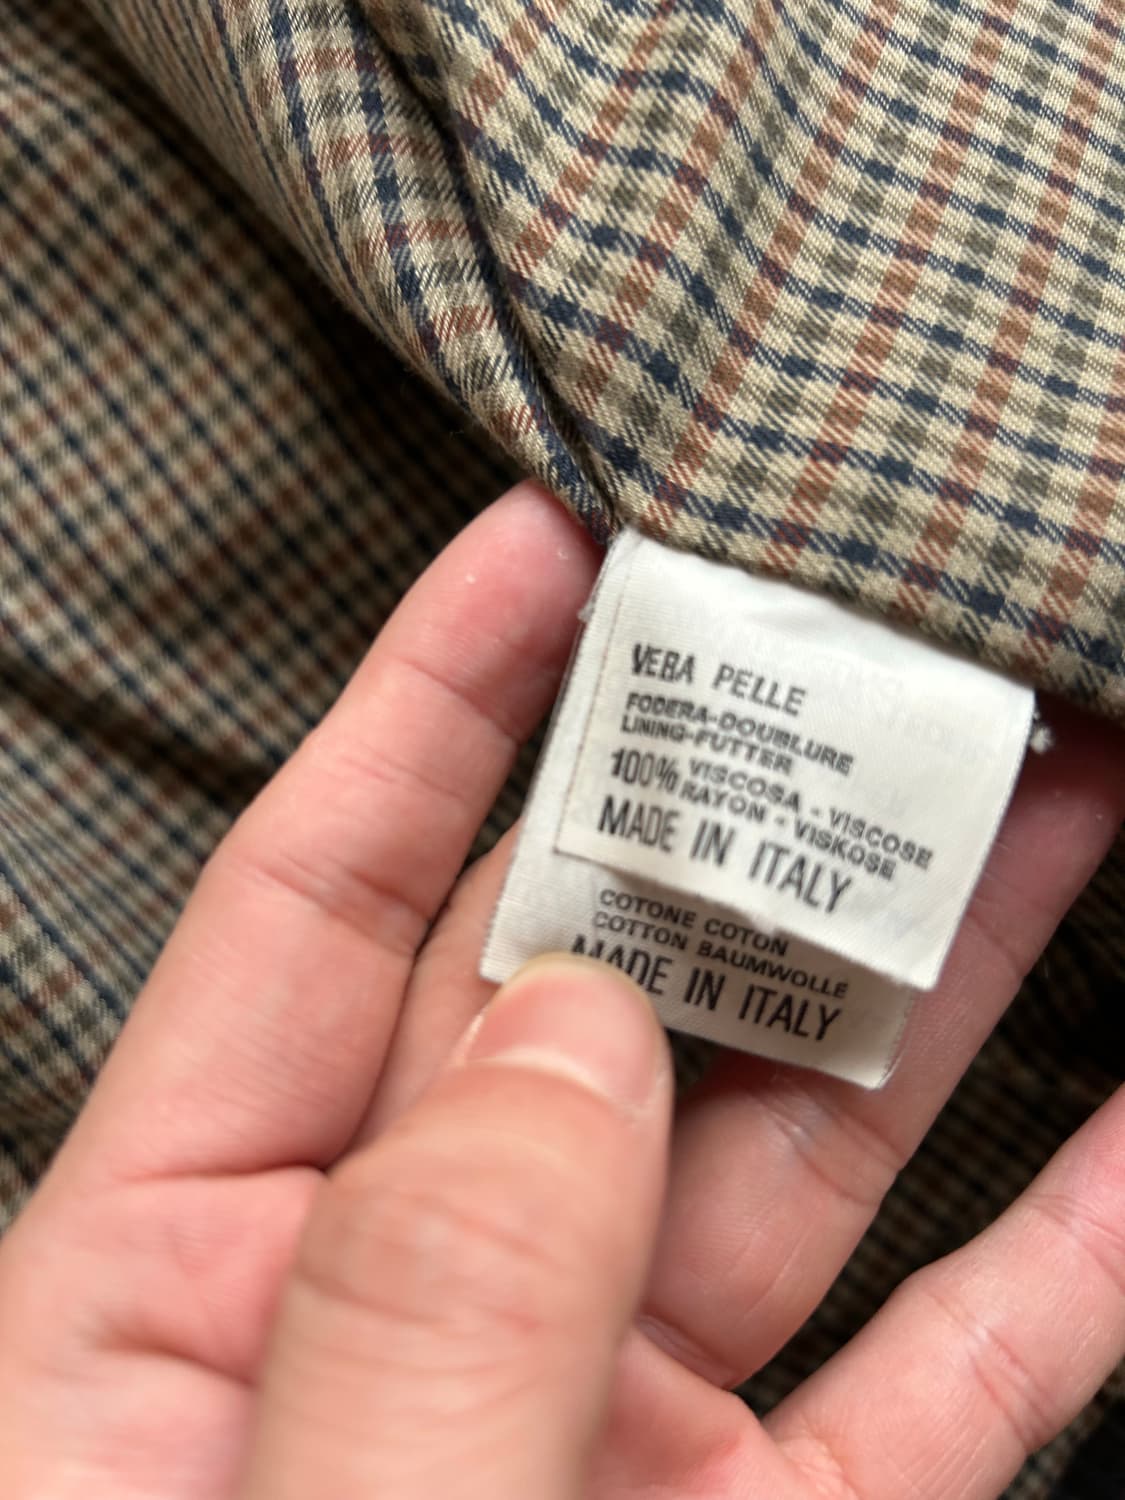 VERA PELLE
FODERA-DOUBLURE
LINING-FUTTER
100% VISCOSA - VISCOSE
RAYON - VISKOSE
MADE IN ITALY
COTONE COTON
COTTON BAUMWOLLE
MADE IN ITALY